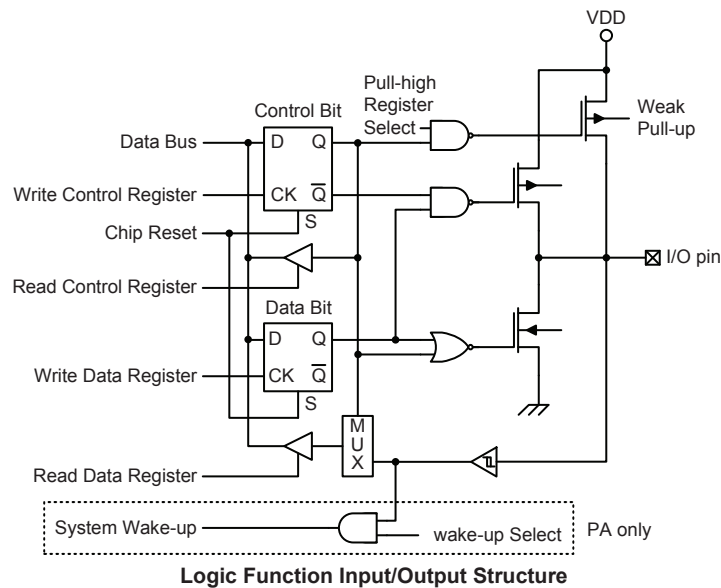 VDD
Pull-high
Register
Select
Control Bit
Weak
Pull-up
Data Bus
D Q
Write Control Register
CK Q̅
S
Chip Reset
I/O pin
Read Control Register
Data Bit
D Q
Write Data Register
CK Q̅
S
M
U
X
Read Data Register
System Wake-up
wake-up Select
PA only
Logic Function Input/Output Structure